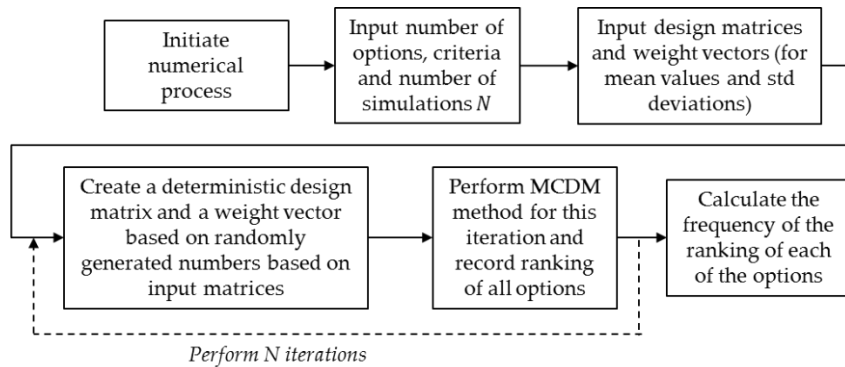 Initiate
numerical
process
Input number of
options, criteria
and number of
simulations N
Input design matrices
and weight vectors (for
mean values and std
deviations)
Create a deterministic design
matrix and a weight vector
based on randomly
generated numbers based on
input matrices
Perform MCDM
method for this
iteration and
record ranking
of all options
Calculate the
frequency of the
ranking of each
of the options
Perform N iterations